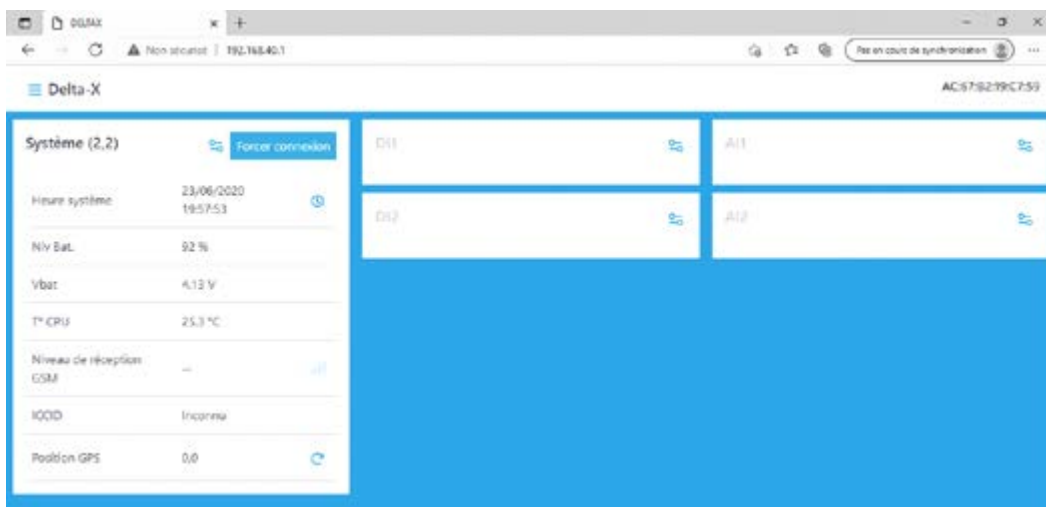 DELTAX
Non sécurisé | 192.168.40.1
Pas en cours de synchronisation
Delta-X
AC:67:B2:19:C7:59
Système (2,2)
Forcer connexion
Heure système
23/06/2020
19:57:53
Niv Bat.
92 %
Vbat
4.13 V
T° CPU
25.3 °C
Niveau de réception
GSM
--
ICCID
Inconnu
Position GPS
0,0
DI1
AI1
DI2
AI2